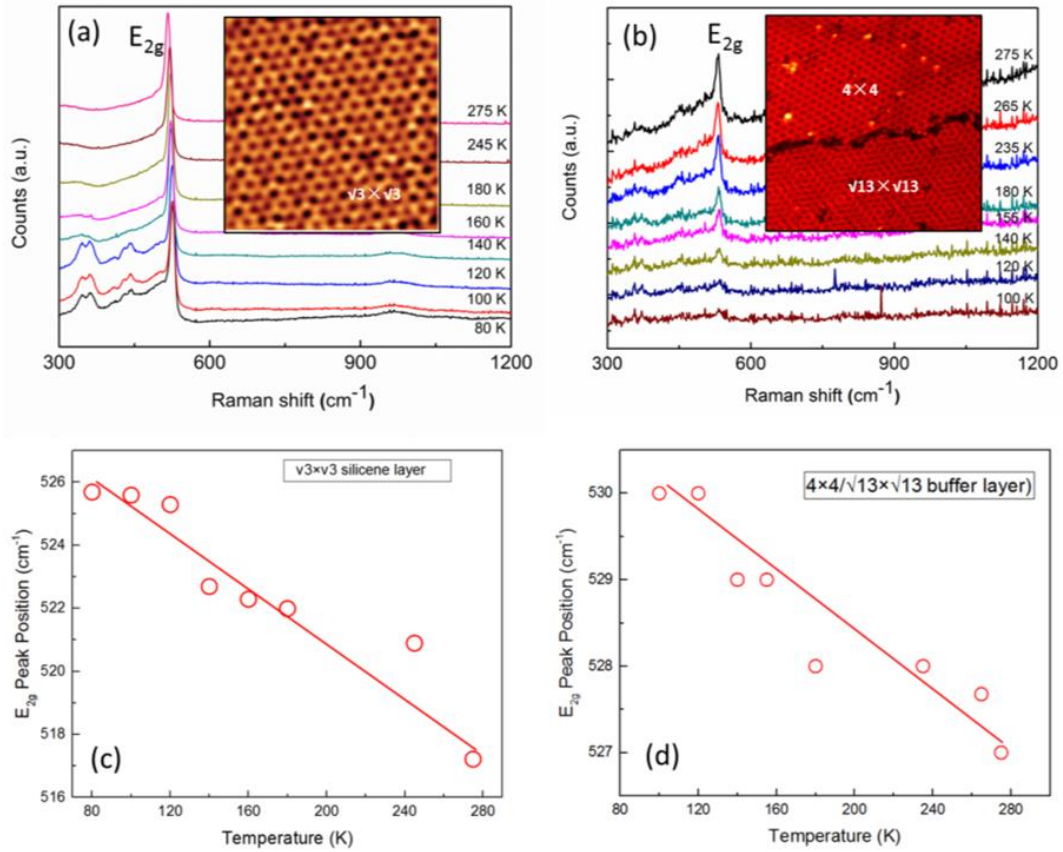 (a)
E2g
275 K
245 K
180 K
160 K
140 K
120 K
100 K
80 K
√3×√3
Counts (a.u.)
300 600 900 1200
Raman shift (cm-1)
(b)
E2g
275 K
265 K
235 K
180 K
155 K
140 K
120 K
100 K
4×4
√13×√13
Counts (a.u.)
300 600 900 1200
Raman shift (cm-1)
v3×v3 silicene layer
526
524
522
520
518
516
E2g Peak Position (cm-1)
(c)
80 120 160 200 240 280
Temperature (K)
4×4/√13×√13 buffer layer)
530
529
528
527
E2g Peak Position (cm-1)
(d)
80 120 160 200 240 280
Temperature (K)